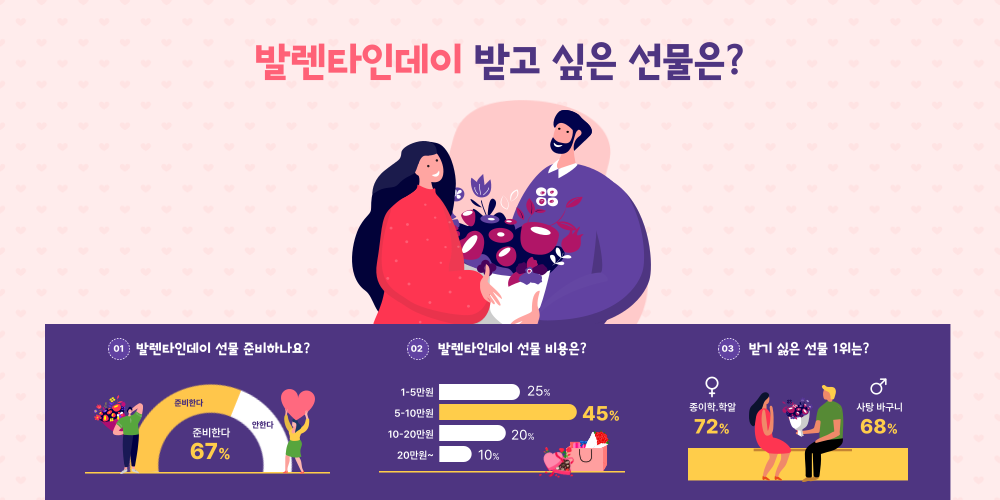 발렌타인데이 받고 싶은 선물은?
01 발렌타인데이 선물 준비하나요?
준비한다
안한다
준비한다
67%
02 발렌타인데이 선물 비용은?
1-5만원 25%
5-10만원 45%
10-20만원 20%
20만원~ 10%
03 받기 싫은 선물 1위는?
종이학.학알
72%
사탕 바구니
68%